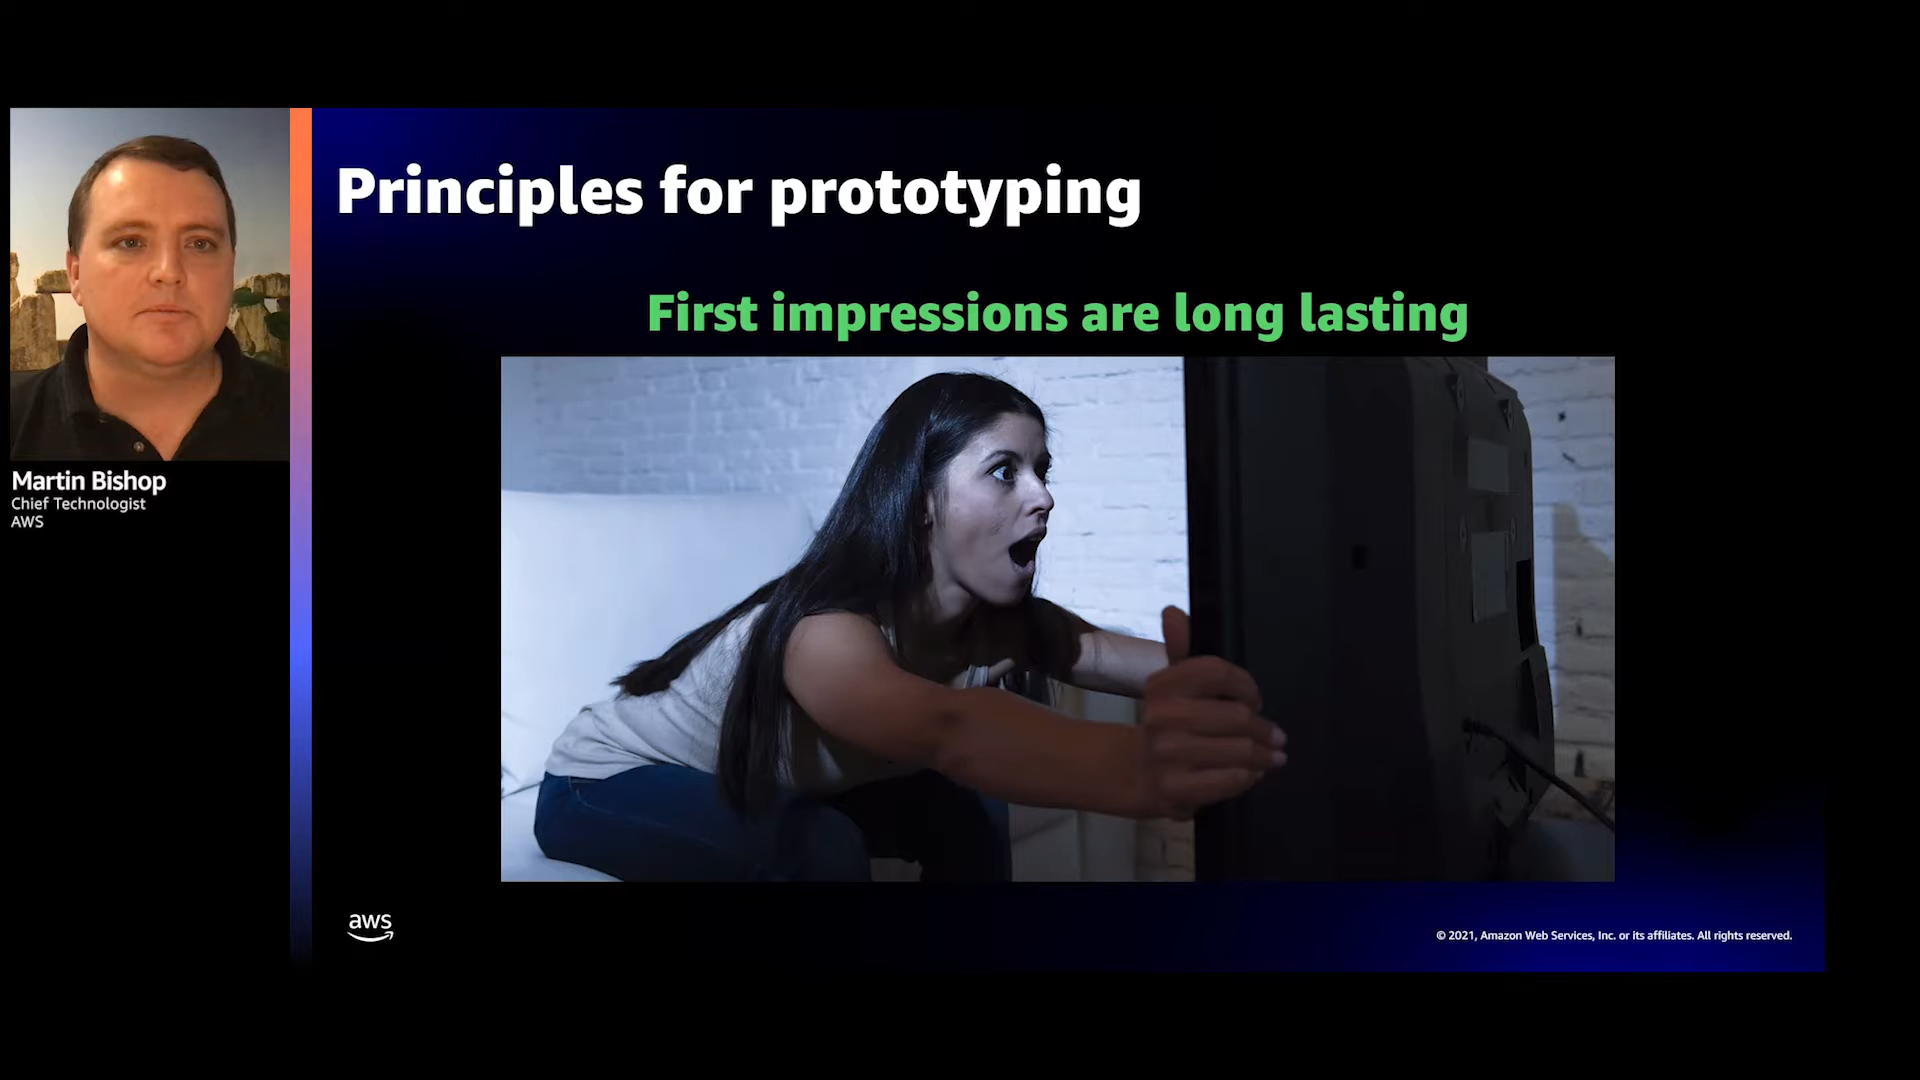 Principles for prototyping
First impressions are long lasting
Martin Bishop
Chief Technologist
AWS
aws
© 2021, Amazon Web Services, Inc. or its affiliates. All rights reserved.